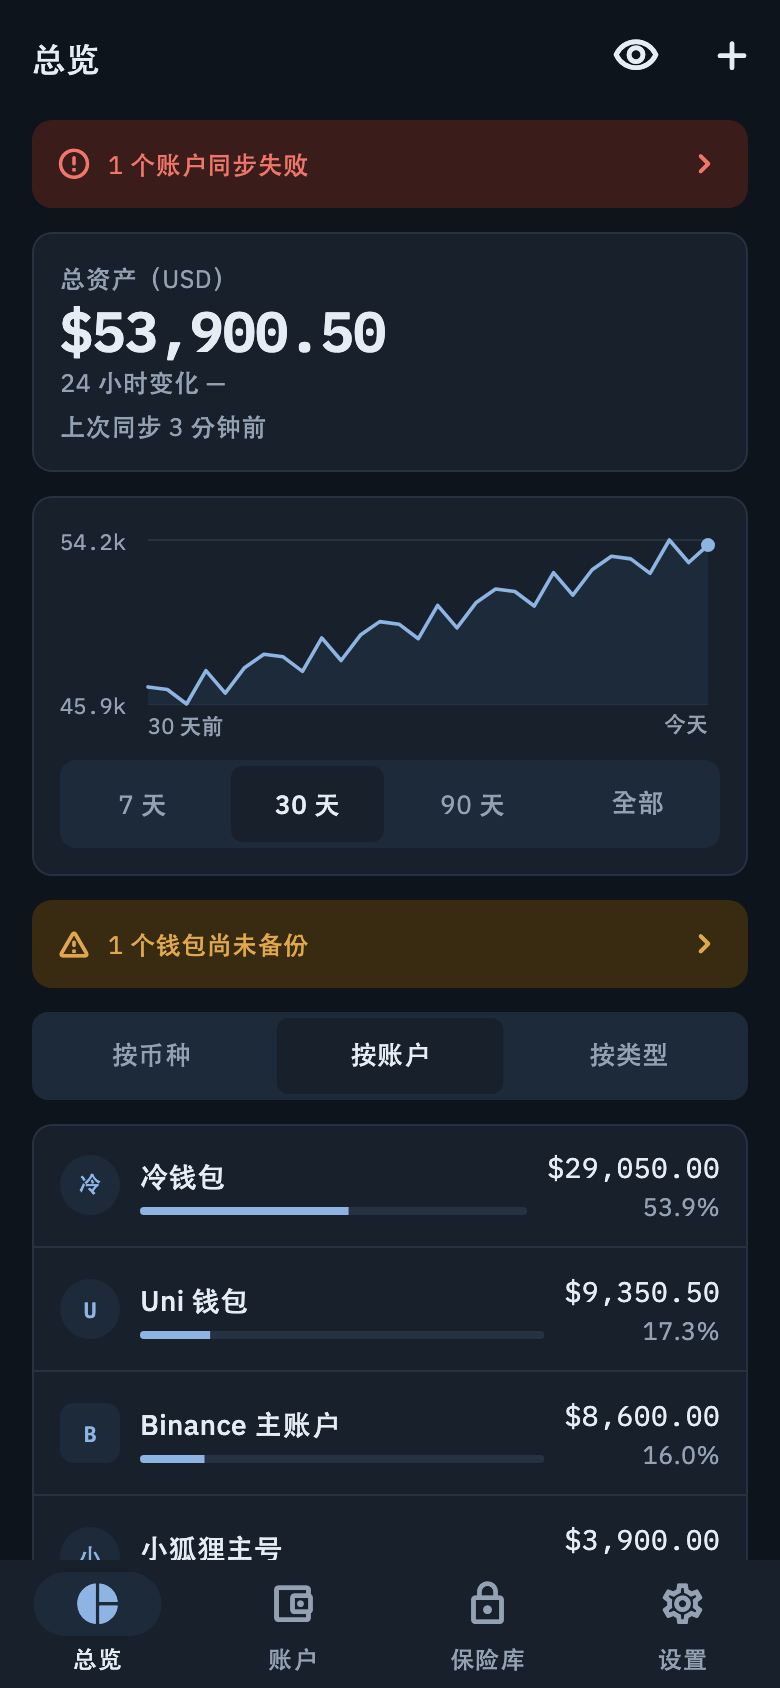 总览
1 个账户同步失败
总资产（USD）
$53,900.50
24 小时变化 —
上次同步 3 分钟前
54.2k
45.9k
30 天前
今天
7 天
30 天
90 天
全部
1 个钱包尚未备份
按币种
按账户
按类型
冷
冷钱包
$29,050.00
53.9%
U
Uni 钱包
$9,350.50
17.3%
B
Binance 主账户
$8,600.00
16.0%
小
小狐狸主号
$3,900.00
总览
账户
保险库
设置